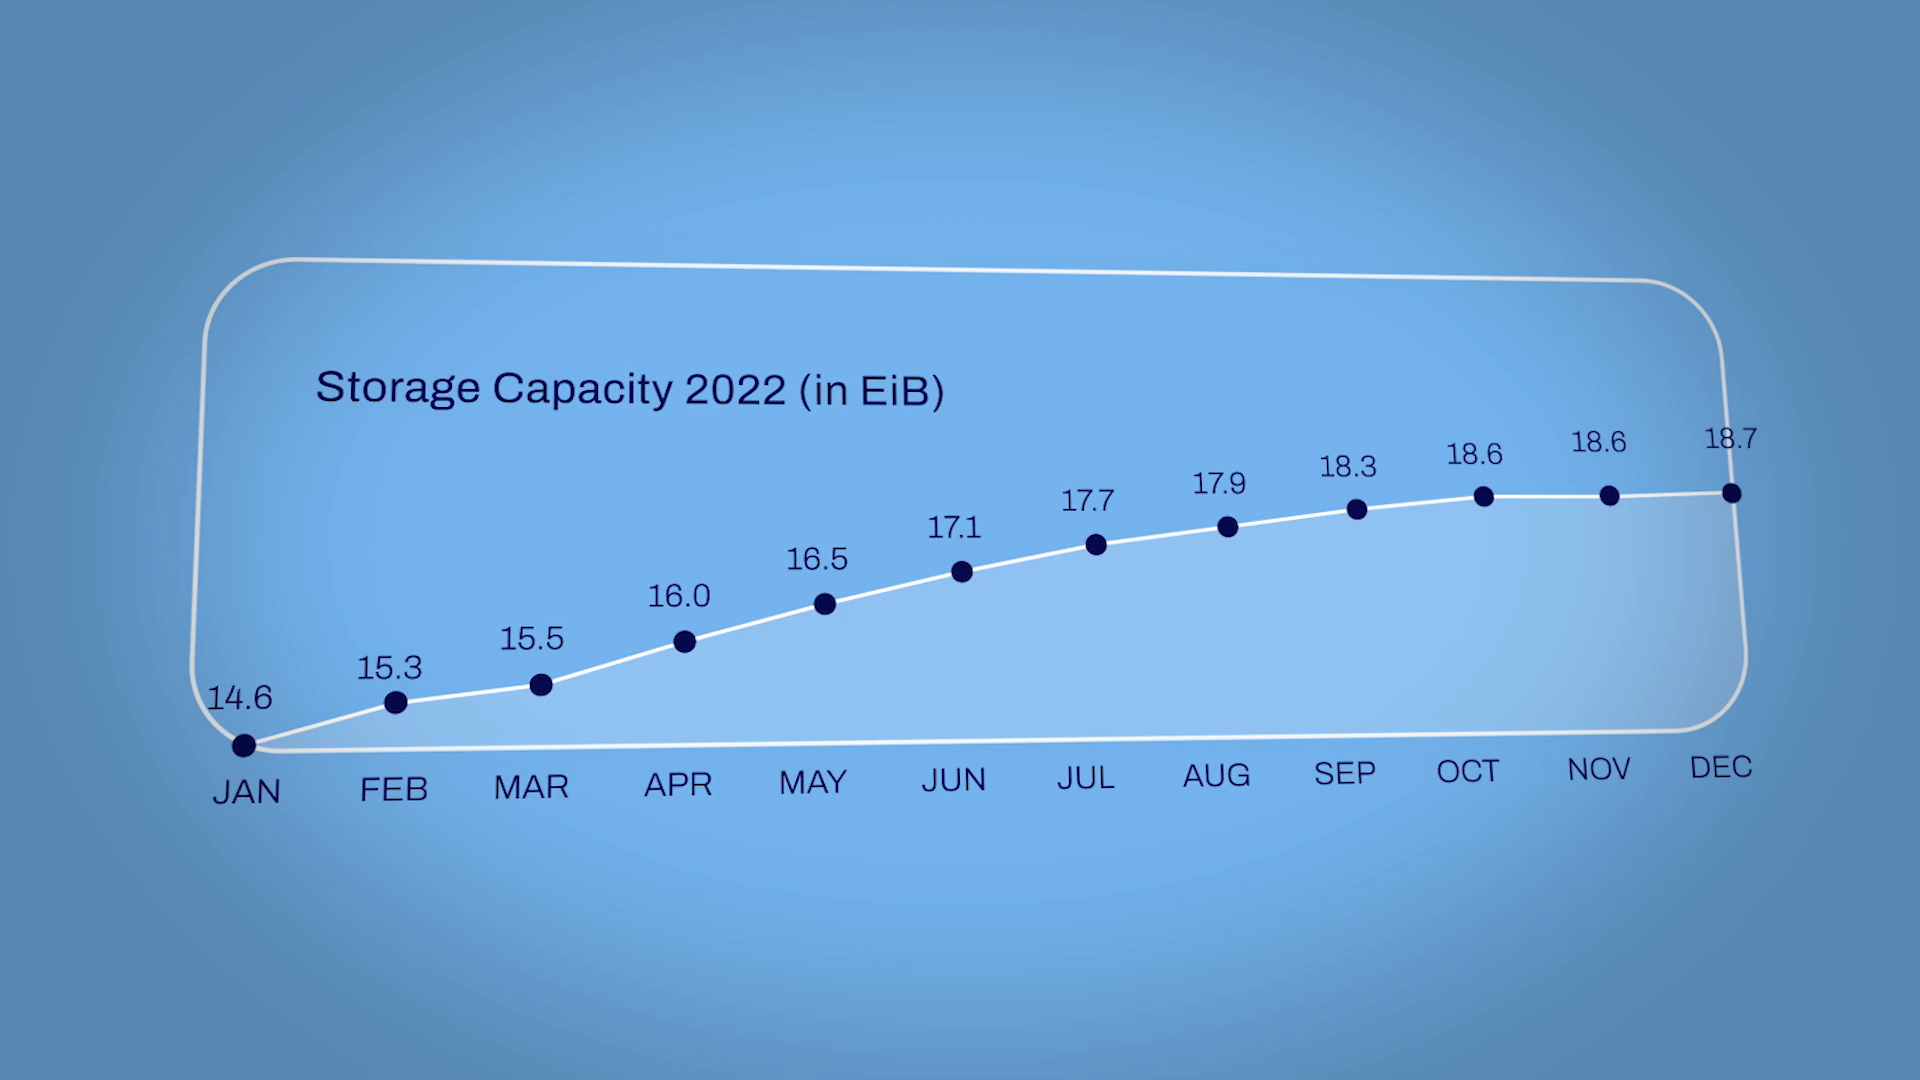 Storage Capacity 2022 (in EiB)
14.6 15.3 15.5 16.0 16.5 17.1 17.7 17.9 18.3 18.6 18.6 18.7
JAN FEB MAR APR MAY JUN JUL AUG SEP OCT NOV DEC